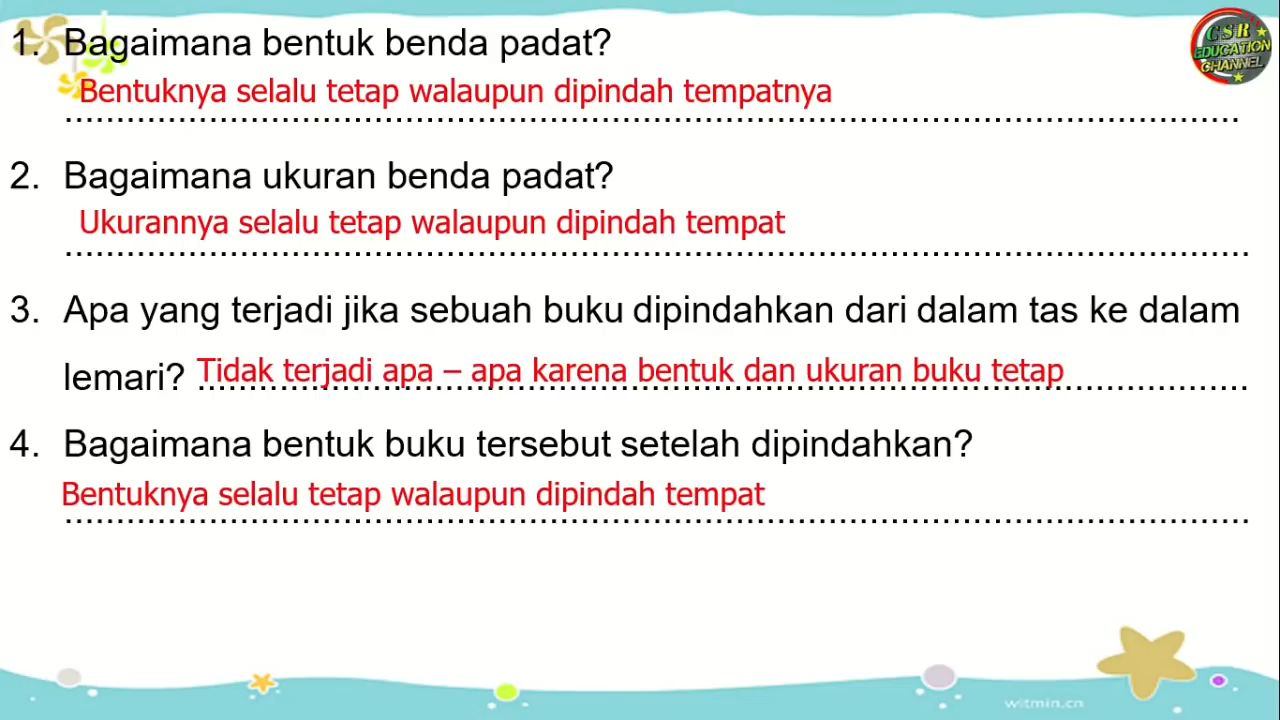 1. Bagaimana bentuk benda padat?
Bentuknya selalu tetap walaupun dipindah tempatnya
2. Bagaimana ukuran benda padat?
Ukurannya selalu tetap walaupun dipindah tempat
3. Apa yang terjadi jika sebuah buku dipindahkan dari dalam tas ke dalam
lemari? Tidak terjadi apa – apa karena bentuk dan ukuran buku tetap
4. Bagaimana bentuk buku tersebut setelah dipindahkan?
Bentuknya selalu tetap walaupun dipindah tempat
GSR
EDUCATION
CHANNEL
witmin.cn